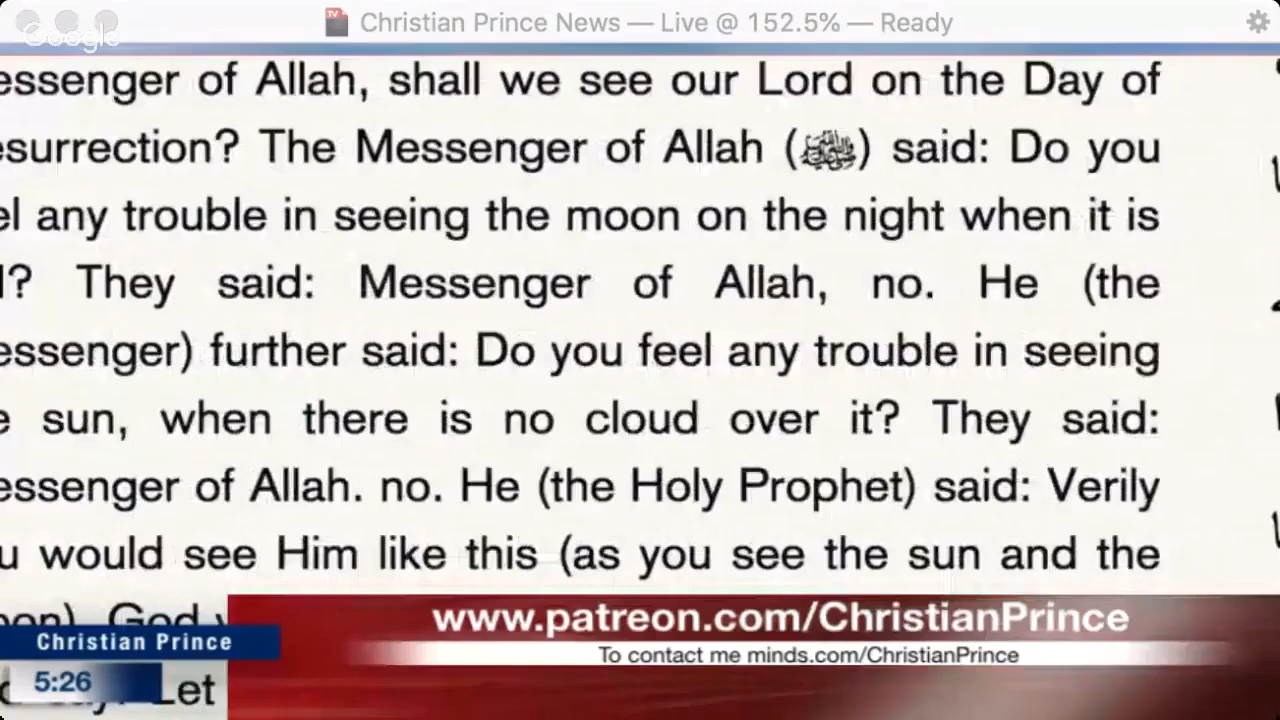 Google
Christian Prince News — Live @ 152.5% — Ready
essenger of Allah, shall we see our Lord on the Day of
esurrection? The Messenger of Allah (ﷺ) said: Do you
el any trouble in seeing the moon on the night when it is
l? They said: Messenger of Allah, no. He (the
essenger) further said: Do you feel any trouble in seeing
e sun, when there is no cloud over it? They said:
essenger of Allah. no. He (the Holy Prophet) said: Verily
u would see Him like this (as you see the sun and the
oon). God
Let
www.patreon.com/ChristianPrince
To contact me minds.com/ChristianPrince
Christian Prince
5:26